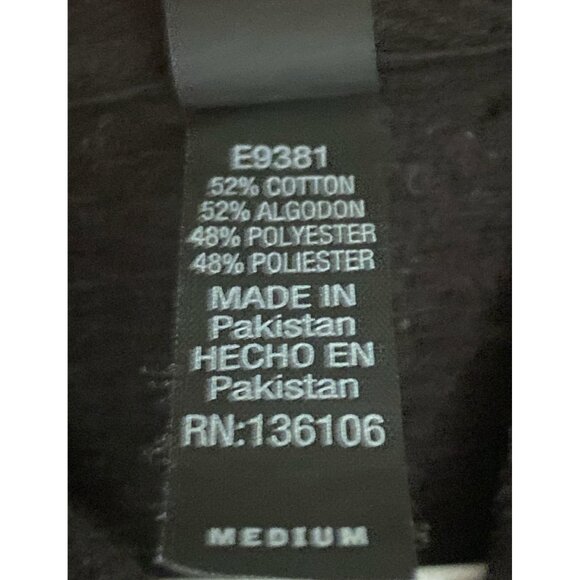 E9381
52% COTTON
52% ALGODON
48% POLYESTER
48% POLIESTER
MADE IN
Pakistan
HECHO EN
Pakistan
RN:136106
MEDIUM